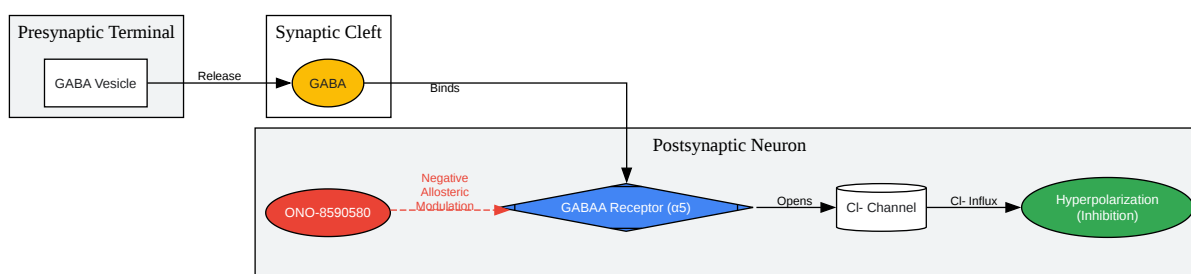 Presynaptic Terminal
GABA Vesicle
Release
Synaptic Cleft
GABA
Binds
Postsynaptic Neuron
ONO-8590580
Negative
Allosteric
Modulation
GABAA Receptor (α5)
Opens
Cl- Channel
Cl- Influx
Hyperpolarization
(Inhibition)